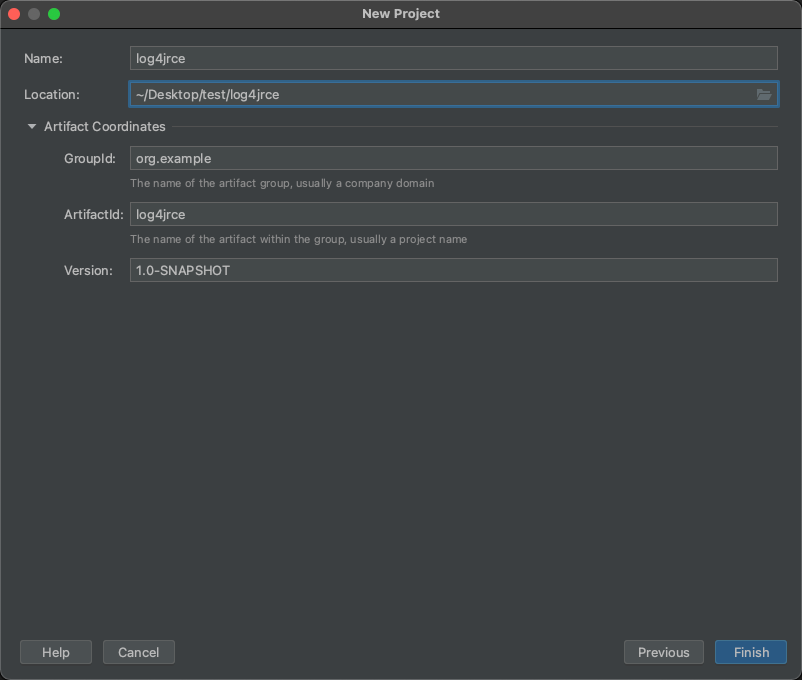 New Project
Name: log4jrce
Location: ~/Desktop/test/log4jrce
Artifact Coordinates
GroupId: org.example
The name of the artifact group, usually a company domain
ArtifactId: log4jrce
The name of the artifact within the group, usually a project name
Version: 1.0-SNAPSHOT
Help Cancel Previous Finish